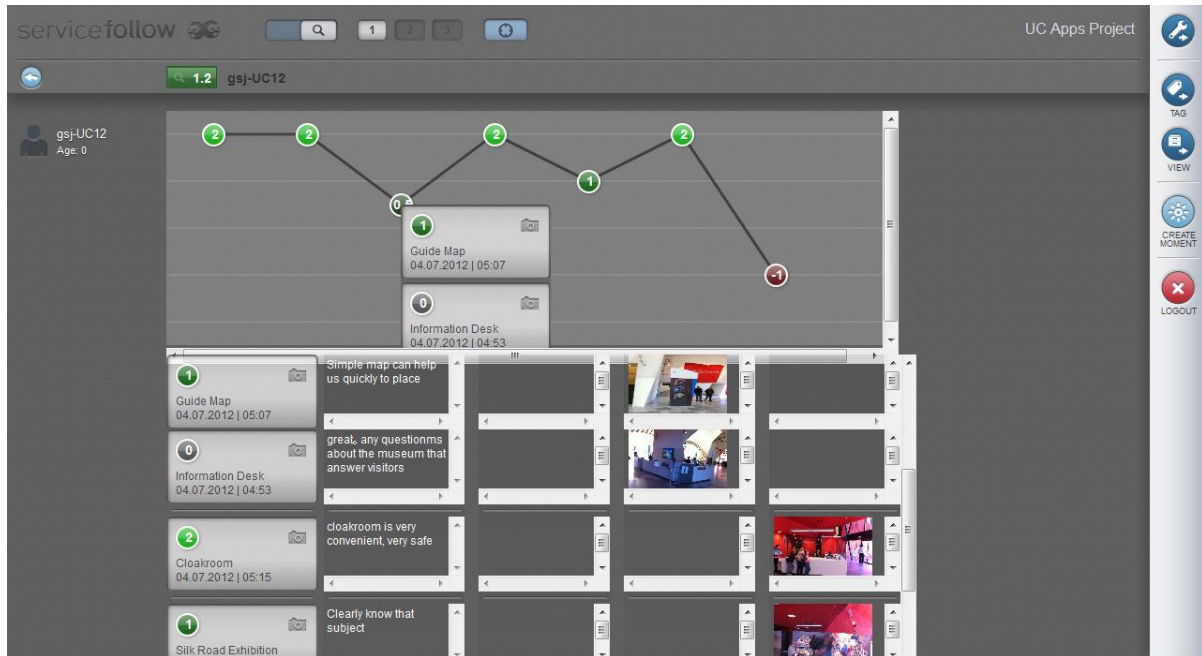 servicefollow
1
2
3
UC Apps Project
1.2 gsj-UC12
gsj-UC12
Age: 0
TAG
VIEW
CREATE
MOMENT
LOGOUT
2
2
2
2
1
-1
1
Guide Map
04.07.2012 | 05:07
0
Information Desk
04.07.2012 | 04:53
1
Guide Map
04.07.2012 | 05:07
Simple map can help
us quickly to place
0
Information Desk
04.07.2012 | 04:53
great, any questionms
about the museum that
answer visitors
2
Cloakroom
04.07.2012 | 05:15
cloakroom is very
convenient, very safe
1
Silk Road Exhibition
Clearly know that
subject